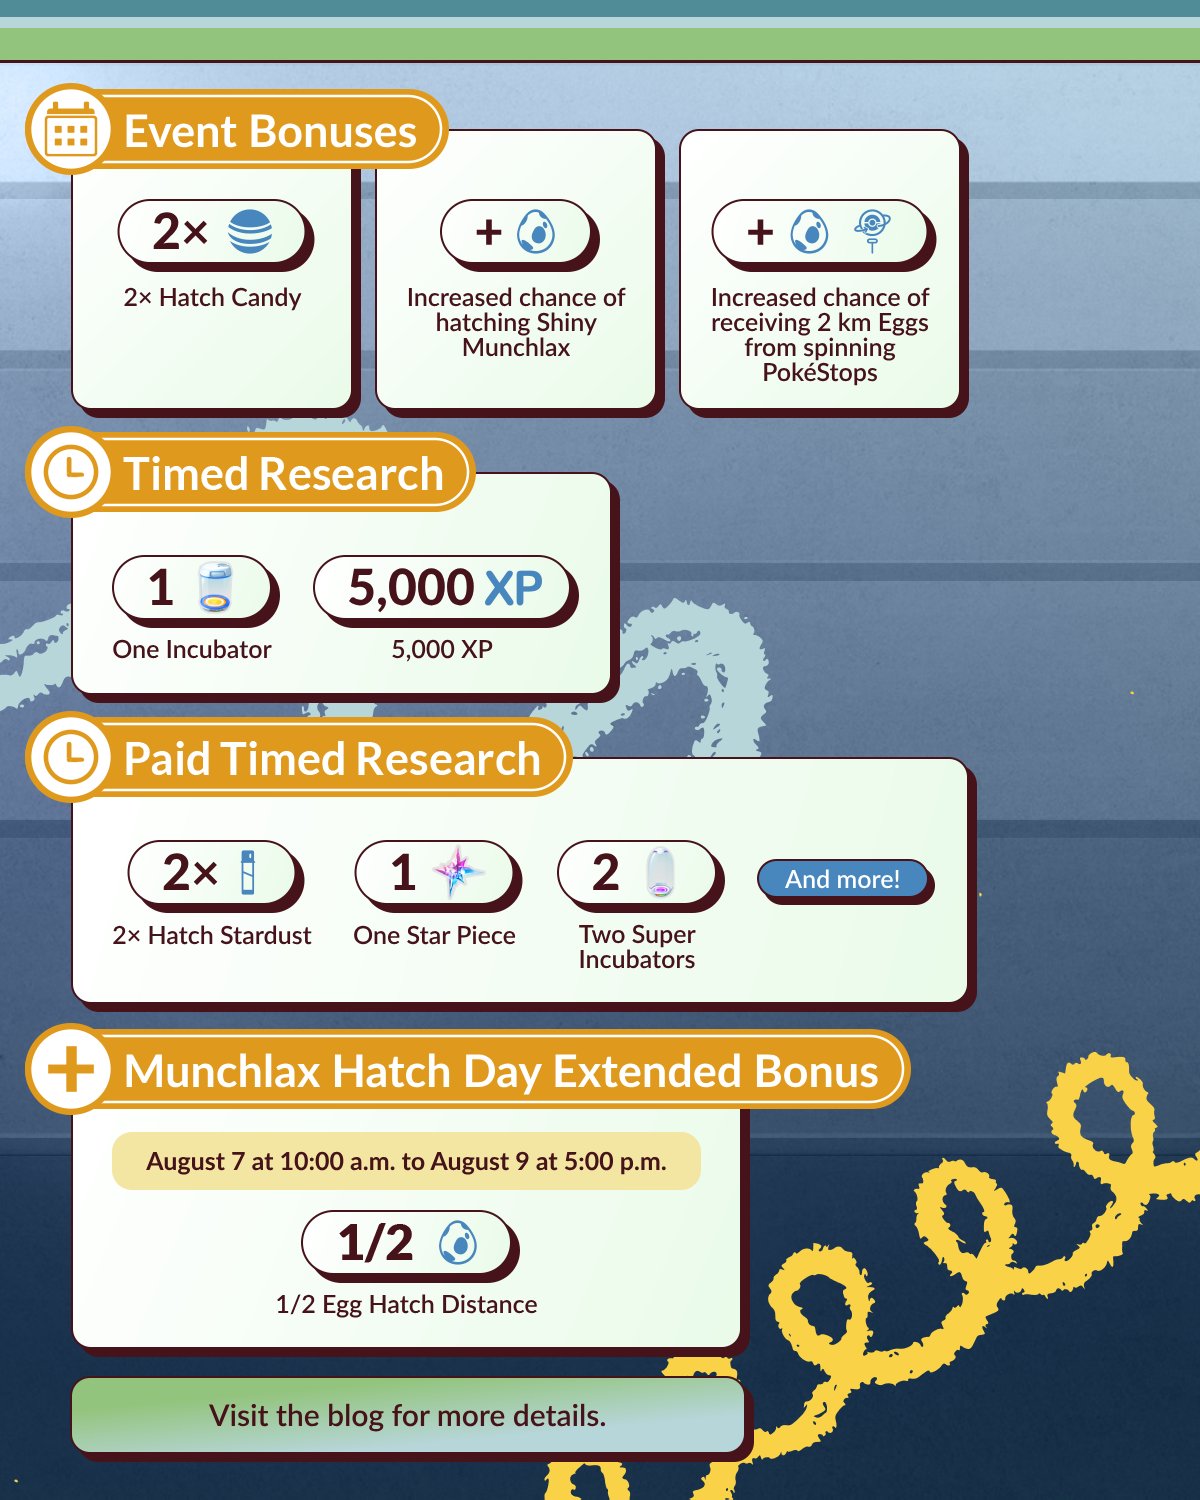 Event Bonuses
2×
2× Hatch Candy
+
Increased chance of
hatching Shiny
Munchlax
+
Increased chance of
receiving 2 km Eggs
from spinning
PokéStops
Timed Research
1
One Incubator
5,000 XP
5,000 XP
Paid Timed Research
2×
2× Hatch Stardust
1
One Star Piece
2
Two Super
Incubators
And more!
Munchlax Hatch Day Extended Bonus
August 7 at 10:00 a.m. to August 9 at 5:00 p.m.
1/2
1/2 Egg Hatch Distance
Visit the blog for more details.